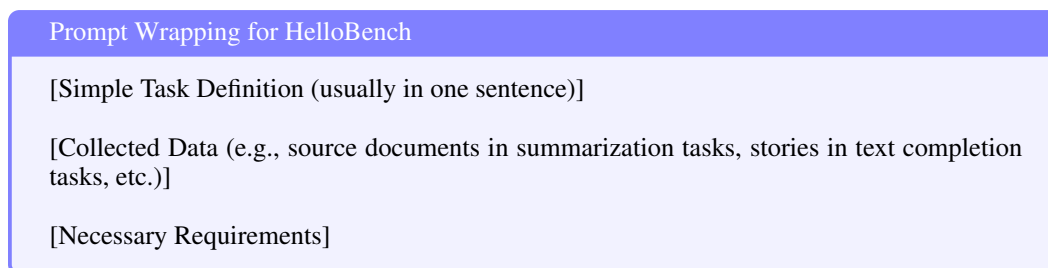 Prompt Wrapping for HelloBench
[Simple Task Definition (usually in one sentence)]
[Collected Data (e.g., source documents in summarization tasks, stories in text completion
tasks, etc.)]
[Necessary Requirements]